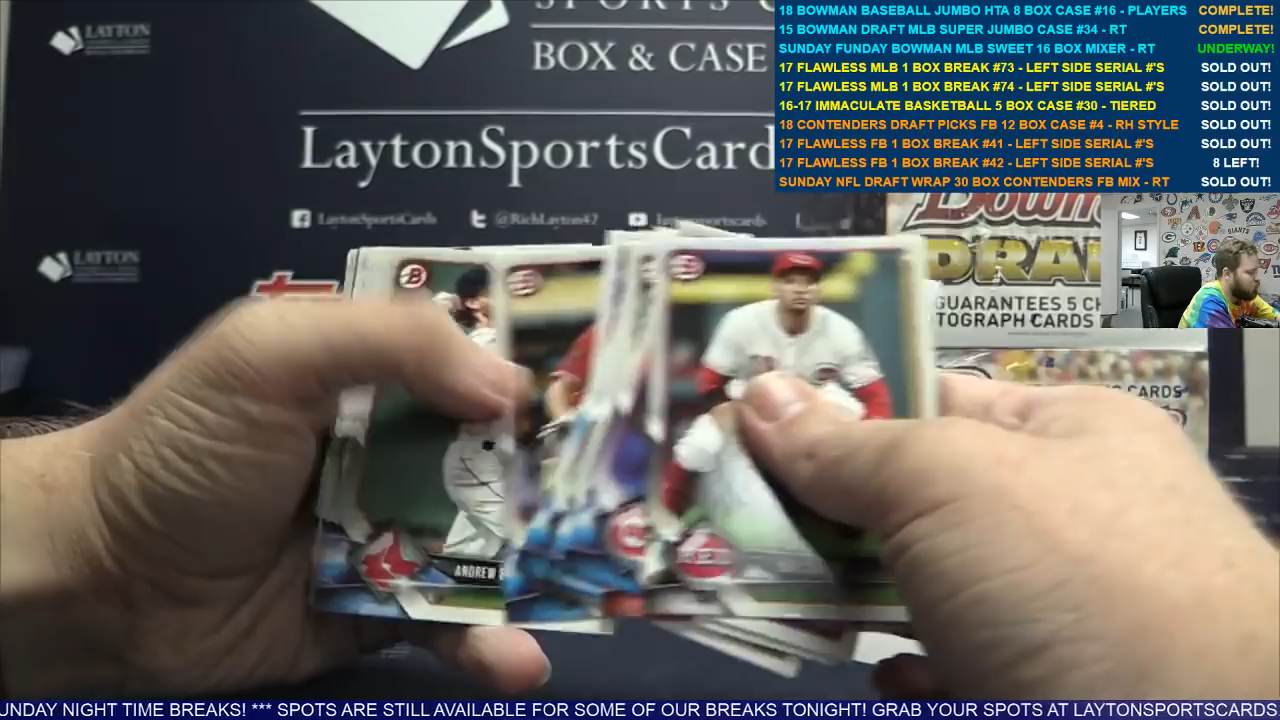 18 BOWMAN BASEBALL JUMBO HTA 8 BOX CASE #16 - PLAYERS COMPLETE!
15 BOWMAN DRAFT MLB SUPER JUMBO CASE #34 - RT COMPLETE!
SUNDAY FUNDAY BOWMAN MLB SWEET 16 BOX MIXER - RT UNDERWAY!
17 FLAWLESS MLB 1 BOX BREAK #73 - LEFT SIDE SERIAL #'S SOLD OUT!
17 FLAWLESS MLB 1 BOX BREAK #74 - LEFT SIDE SERIAL #'S SOLD OUT!
16-17 IMMACULATE BASKETBALL 5 BOX CASE #30 - TIERED SOLD OUT!
18 CONTENDERS DRAFT PICKS FB 12 BOX CASE #4 - RH STYLE SOLD OUT!
17 FLAWLESS FB 1 BOX BREAK #41 - LEFT SIDE SERIAL #'S SOLD OUT!
17 FLAWLESS FB 1 BOX BREAK #42 - LEFT SIDE SERIAL #'S 8 LEFT!
SUNDAY NFL DRAFT WRAP 30 BOX CONTENDERS FB MIX - RT SOLD OUT!
LAYTON
BOX & CASE
LaytonSportsCard
LaytonSportsCards @RichLayton47 laytonsportscards
LAYTON
GUARANTEES 5 CH
TOGRAPH CARDS
CARDS
ANDREW
UNDAY NIGHT TIME BREAKS! *** SPOTS ARE STILL AVAILABLE FOR SOME OF OUR BREAKS TONIGHT! GRAB YOUR SPOTS AT LAYTONSPORTSCARDS